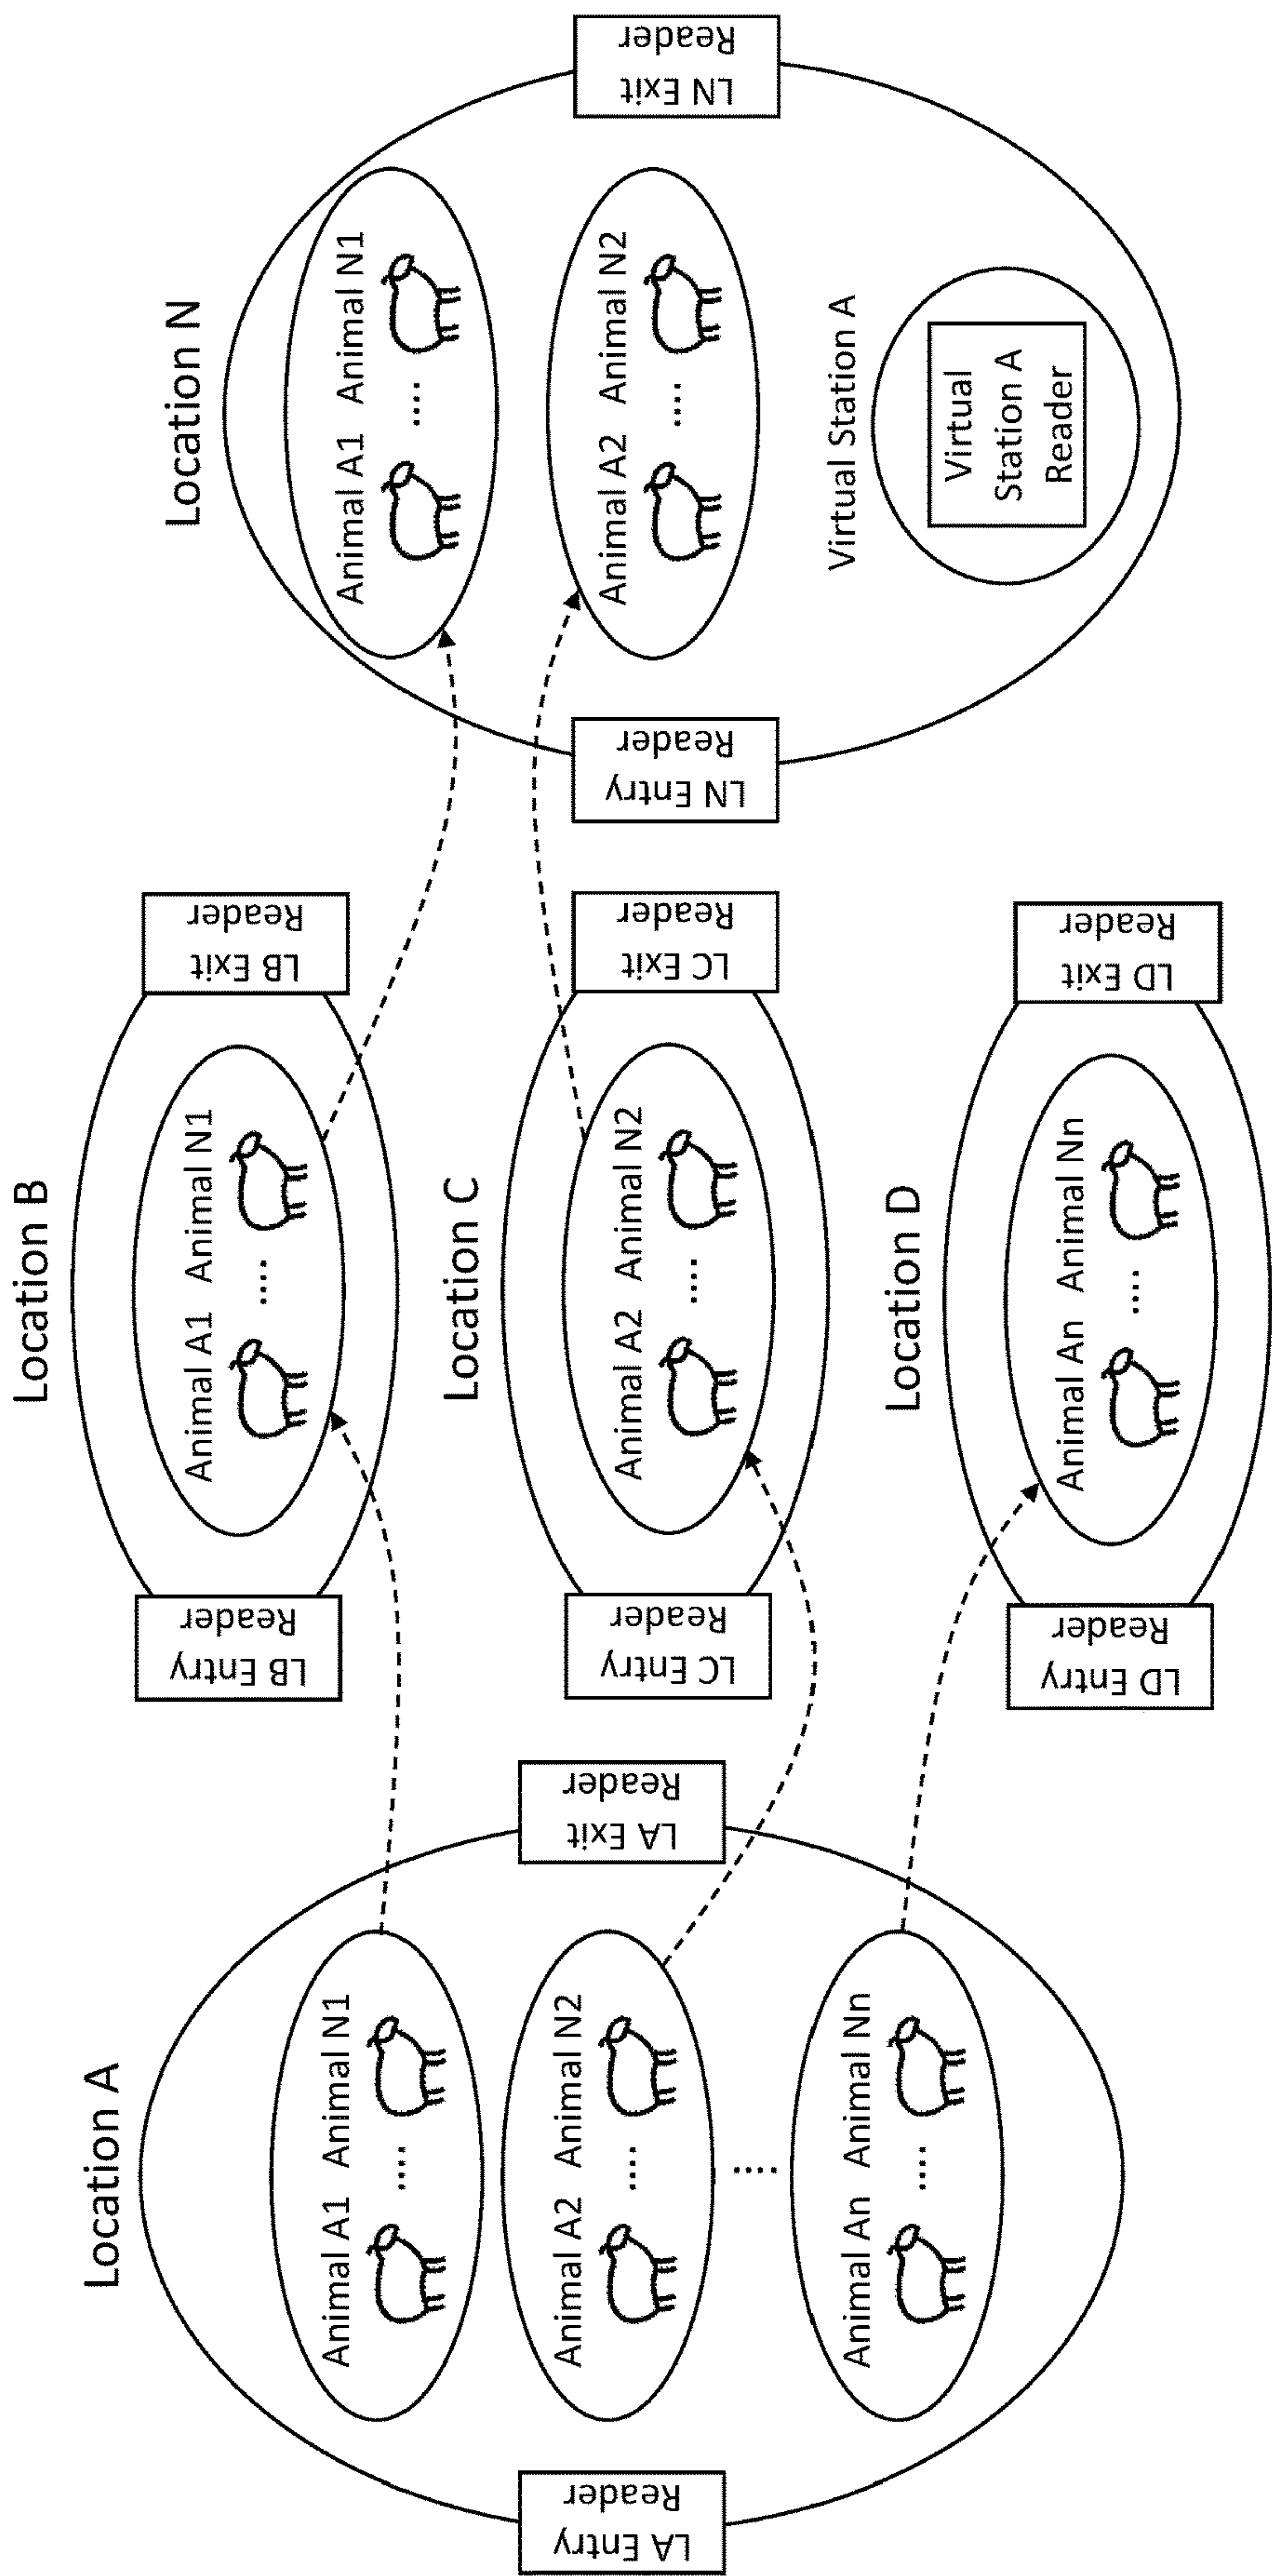 Location A
LA Entry
Reader
Animal A1 Animal N1
....
Animal A2 Animal N2
....
....
Animal An Animal Nn
....
LA Exit
Reader
Location B
LB Entry
Reader
Animal A1 Animal N1
....
LB Exit
Reader
Location C
LC Entry
Reader
Animal A2 Animal N2
....
LC Exit
Reader
Location D
LD Entry
Reader
Animal An Animal Nn
....
LD Exit
Reader
Location N
LN Entry
Reader
Animal A1 Animal N1
....
Animal A2 Animal N2
....
Virtual Station A
Virtual
Station A
Reader
LN Exit
Reader